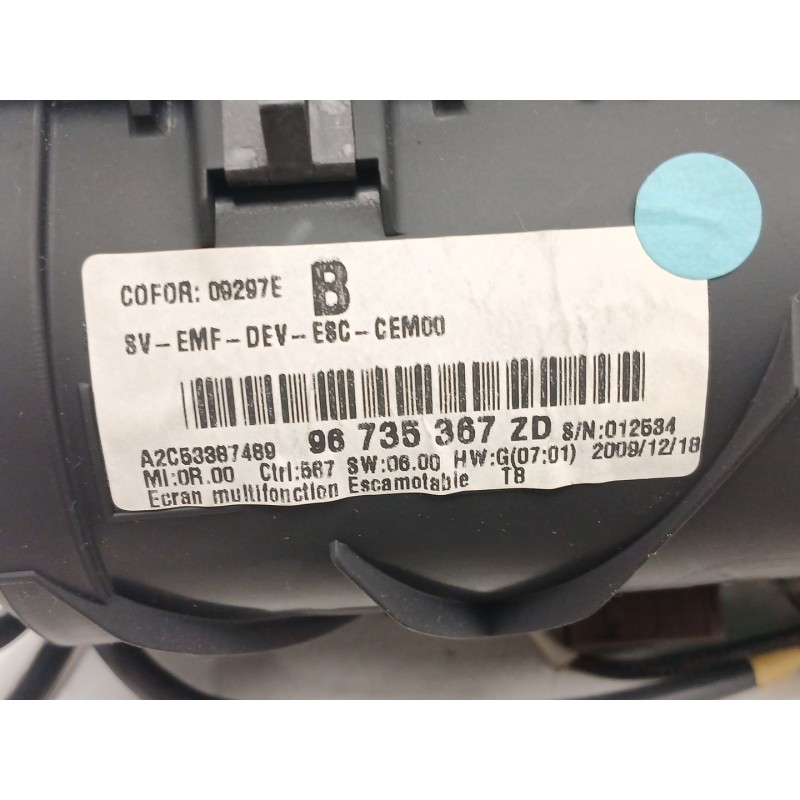 COFOR: 09297E B
SV-EMF-DEV-ESC-CEM00
A2C53387489 96 735 367 ZD S/N:012534
MI:0R.00 Ctrl:567 SW:06.00 HW:G(07:01) 2009/12/18
Ecran multifonction Escamotable T8